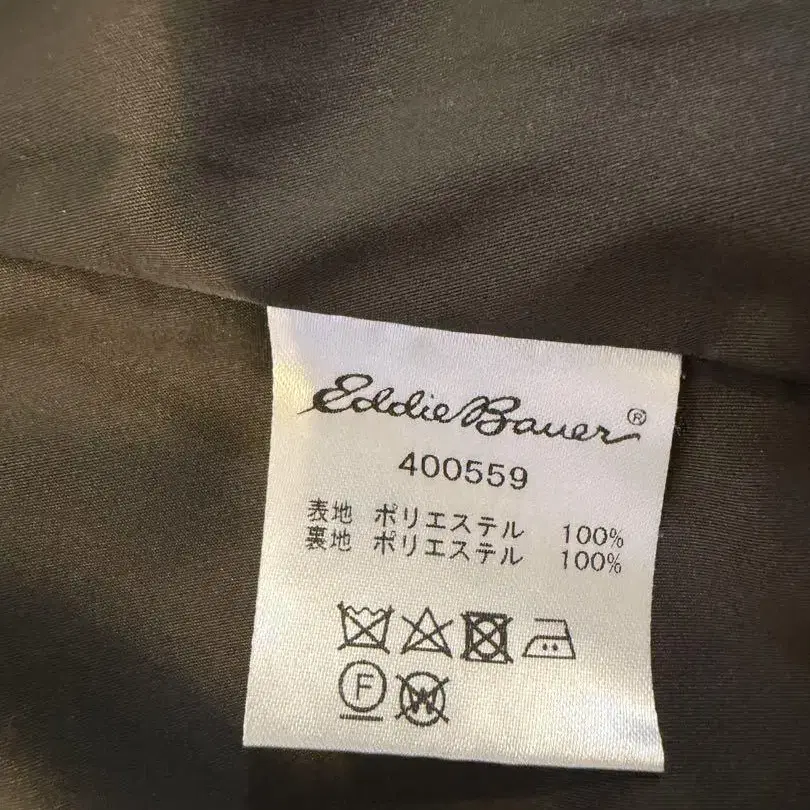 Eddie Bauer®
400559
表地 ポリエステル 100%
裏地 ポリエステル 100%
F W